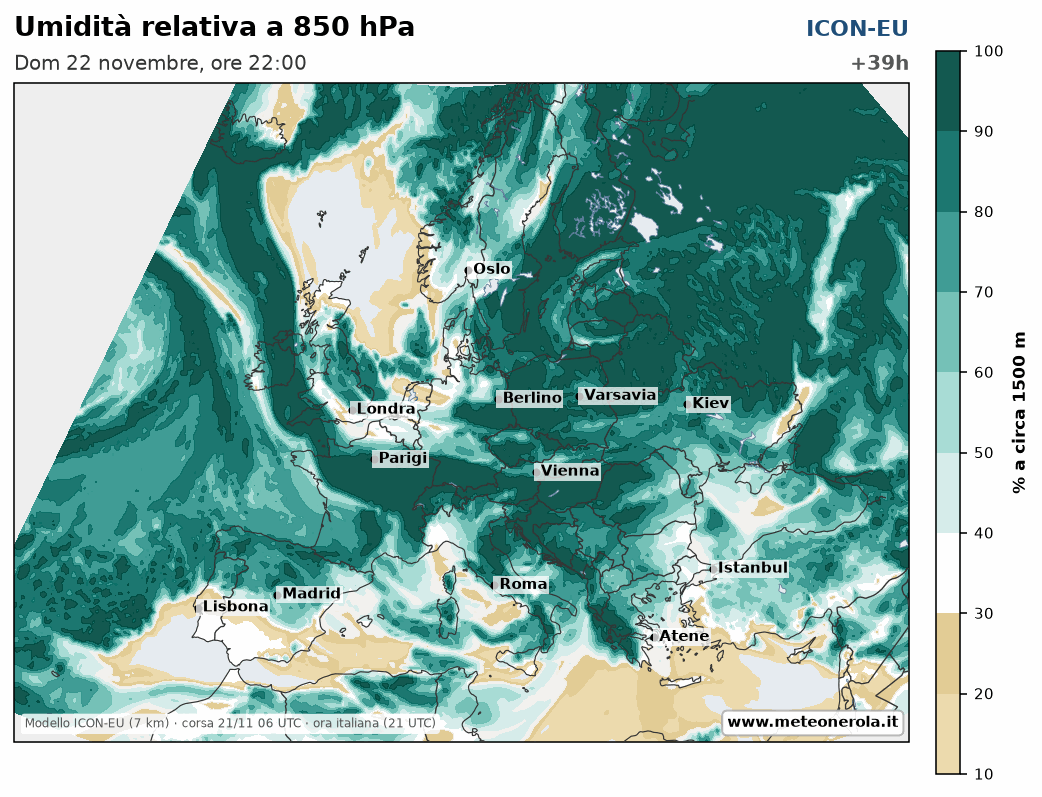 Umidità relativa a 850 hPa
ICON-EU
Dom 22 novembre, ore 22:00
+39h
100
90
80
70
60
50
40
30
20
10
% a circa 1500 m
Oslo
Berlino
Varsavia
Kiev
Londra
Parigi
Vienna
Istanbul
Roma
Madrid
Lisbona
Atene
Modello ICON-EU (7 km) · corsa 21/11 06 UTC · ora italiana (21 UTC)
www.meteonerola.it